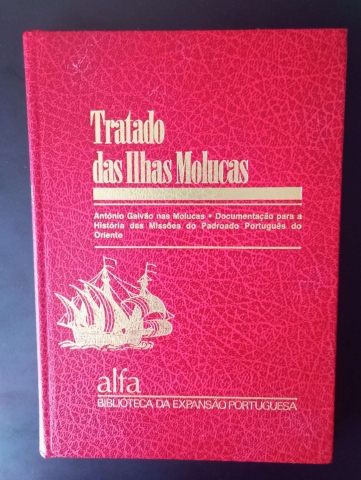 Tratado
das Ilhas Molucas
António Galvão nas Molucas • Documentação para a
História das Missões do Padroado Português do
Oriente
alfa
BIBLIOTECA DA EXPANSÃO PORTUGUESA